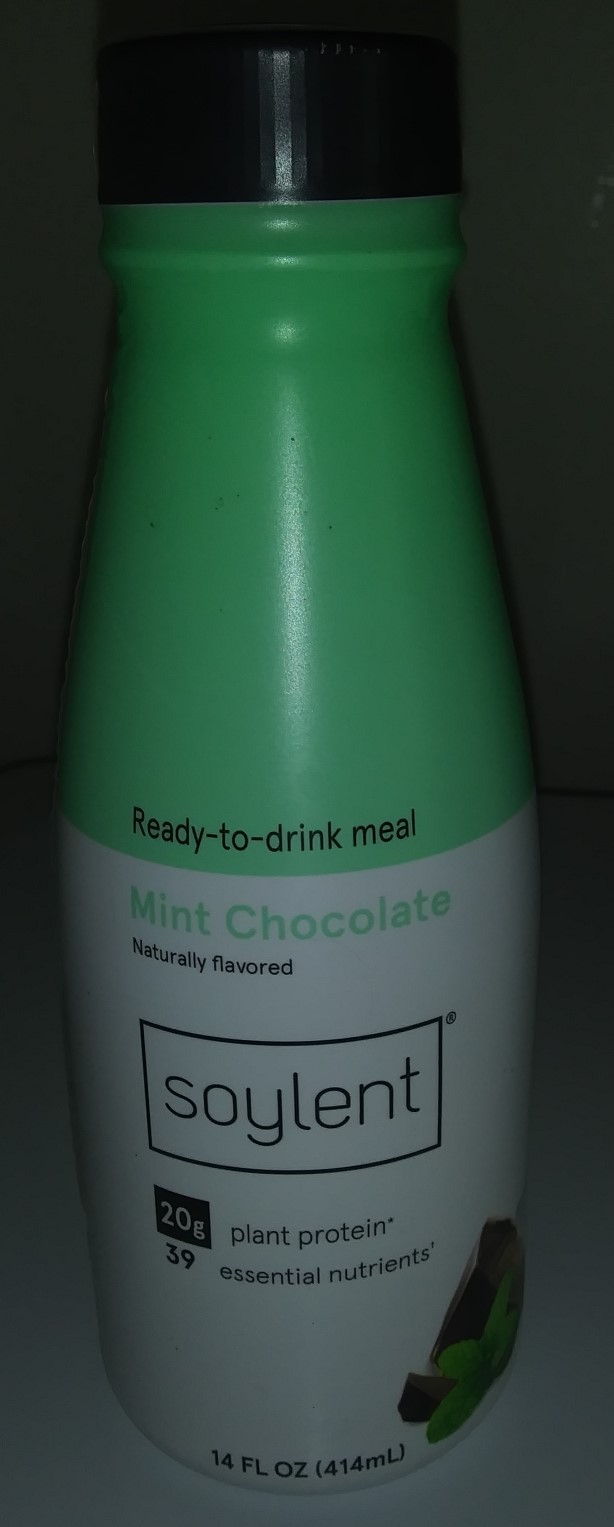 Ready-to-drink meal
Mint Chocolate
Naturally flavored
soylent®
20g plant protein*
39 essential nutrients†
14 FL OZ (414mL)